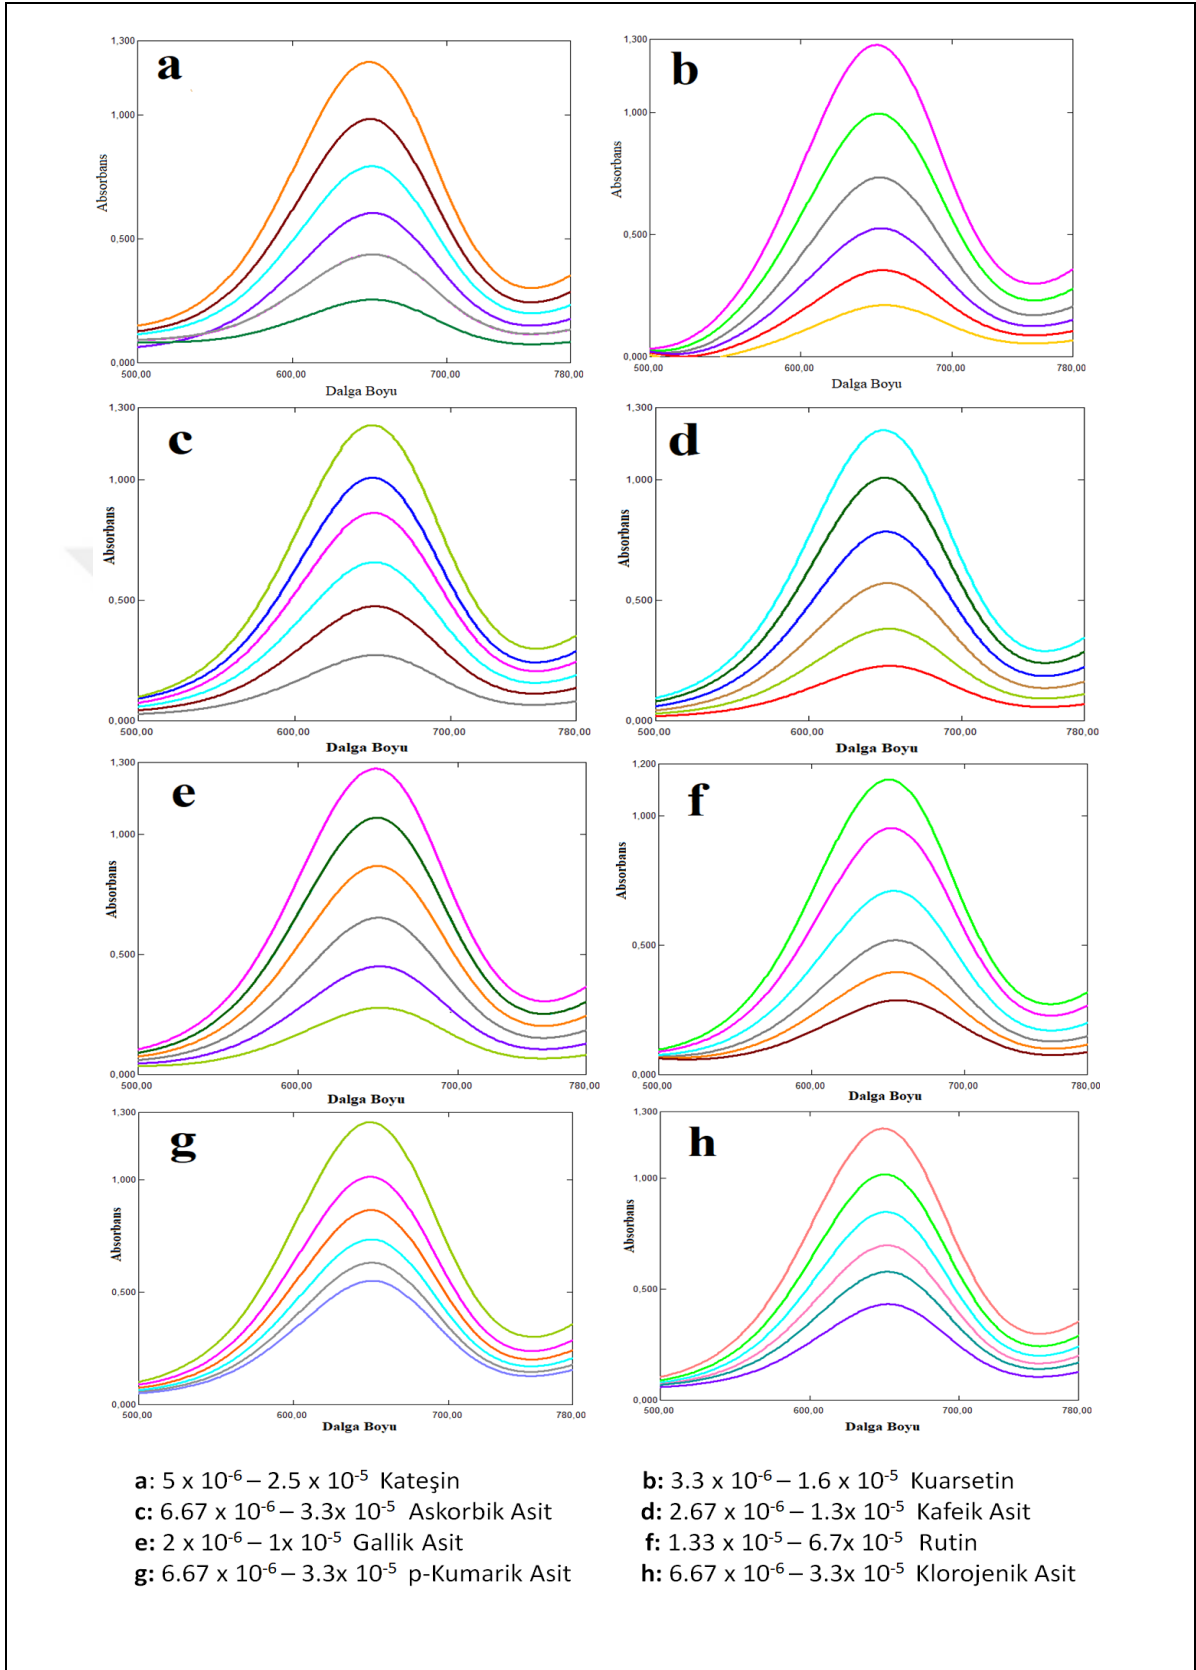 a
1,300
1,000
0,500
0,000
Absorbans
500,00 600,00 700,00 780,00
Dalga Boyu
b
1,300
1,000
0,500
0,000
Absorbans
500,00 600,00 700,00 780,00
Dalga Boyu
c
1,300
1,000
0,500
0,000
Absorbans
500,00 600,00 700,00 780,00
Dalga Boyu
d
1,300
1,000
0,500
0,000
Absorbans
500,00 600,00 700,00 780,00
Dalga Boyu
e
1,300
1,000
0,500
0,000
Absorbans
500,00 600,00 700,00 780,00
Dalga Boyu
f
1,200
1,000
0,500
0,000
Absorbans
500,00 600,00 700,00 780,00
Dalga Boyu
g
1,300
1,000
0,500
0,000
Absorbans
500,00 600,00 700,00 780,00
Dalga Boyu
h
1,300
1,000
0,500
0,000
Absorbans
500,00 600,00 700,00 780,00
Dalga Boyu
a: 5 x 10⁻⁶ – 2.5 x 10⁻⁵ Kateşin
b: 3.3 x 10⁻⁶ – 1.6 x 10⁻⁵ Kuarsetin
c: 6.67 x 10⁻⁶ – 3.3x 10⁻⁵ Askorbik Asit
d: 2.67 x 10⁻⁶ – 1.3x 10⁻⁵ Kafeik Asit
e: 2 x 10⁻⁶ – 1x 10⁻⁵ Gallik Asit
f: 1.33 x 10⁻⁵ – 6.7x 10⁻⁵ Rutin
g: 6.67 x 10⁻⁶ – 3.3x 10⁻⁵ p-Kumarik Asit
h: 6.67 x 10⁻⁶ – 3.3x 10⁻⁵ Klorojenik Asit